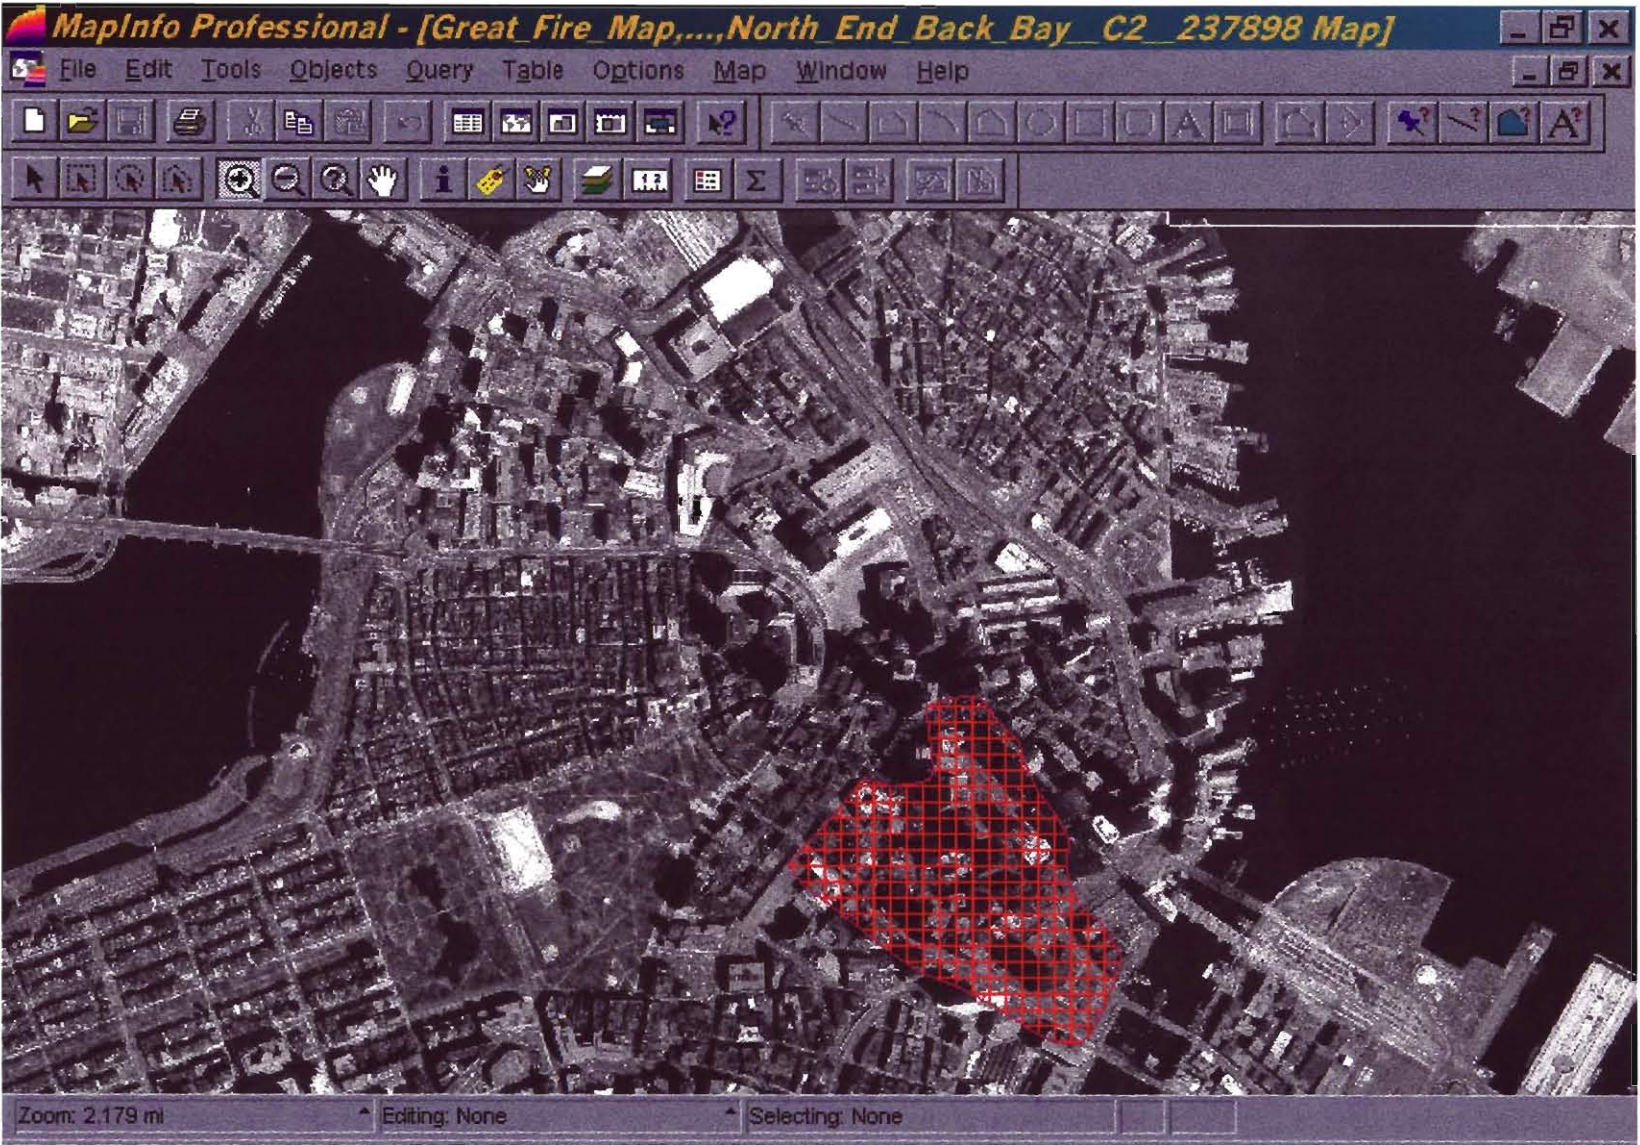 MapInfo Professional - [Great_Fire_Map,...,North_End_Back_Bay__C2__237898 Map]
File Edit Tools Objects Query Table Options Map Window Help
Zoom: 2.179 mi Editing: None Selecting: None